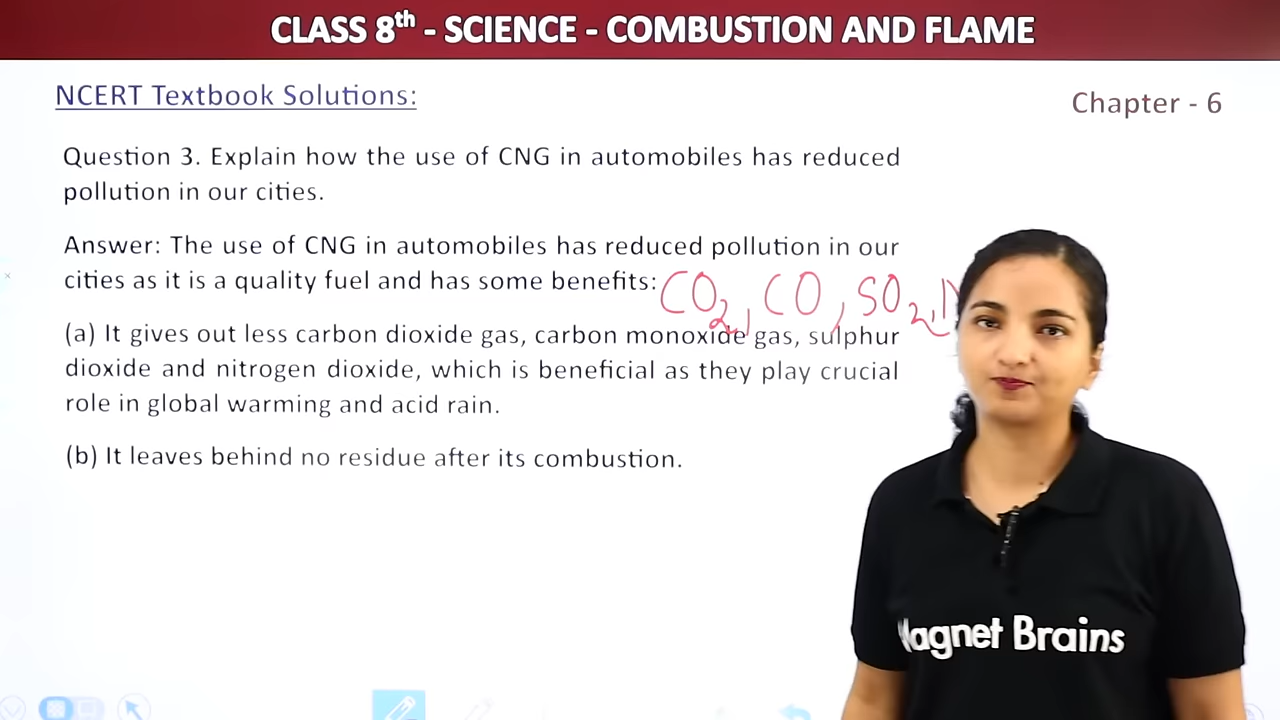 CLASS 8th - SCIENCE - COMBUSTION AND FLAME
NCERT Textbook Solutions:
Chapter - 6
Question 3. Explain how the use of CNG in automobiles has reduced
pollution in our cities.
Answer: The use of CNG in automobiles has reduced pollution in our
cities as it is a quality fuel and has some benefits:
CO2, CO, SO2,
(a) It gives out less carbon dioxide gas, carbon monoxide gas, sulphur
dioxide and nitrogen dioxide, which is beneficial as they play crucial
role in global warming and acid rain.
(b) It leaves behind no residue after its combustion.
Magnet Brains